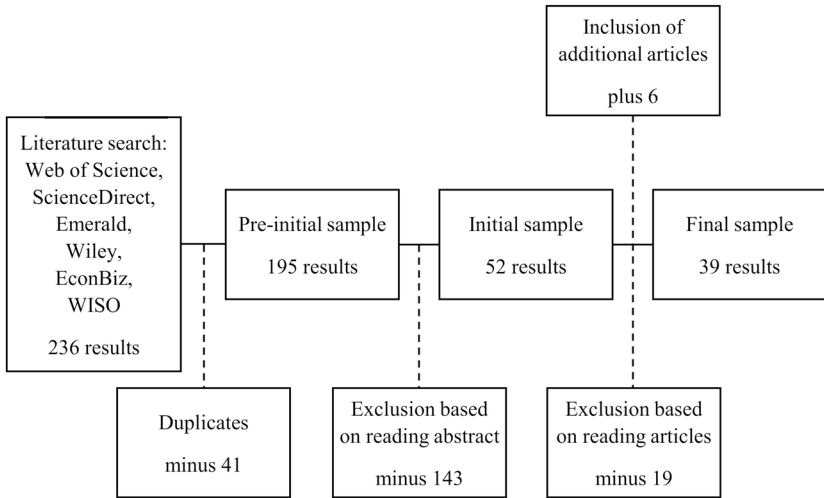 Inclusion of
additional articles
plus 6
Literature search:
Web of Science,
ScienceDirect,
Emerald,
Wiley,
EconBiz,
WISO
236 results
Pre-initial sample
195 results
Initial sample
52 results
Final sample
39 results
Duplicates
minus 41
Exclusion based
on reading abstract
minus 143
Exclusion based
on reading articles
minus 19